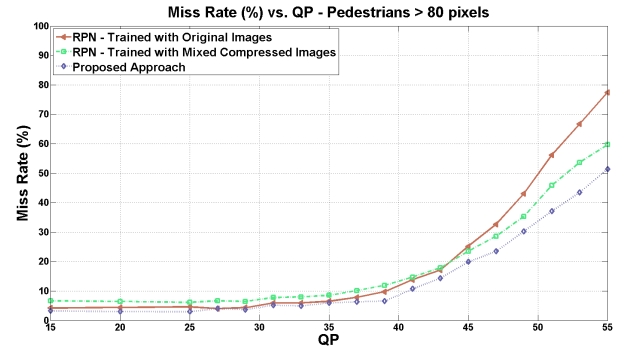 Miss Rate (%) vs. QP - Pedestrians > 80 pixels
RPN - Trained with Original Images
RPN - Trained with Mixed Compressed Images
Proposed Approach
Miss Rate (%)
100
90
80
70
60
50
40
30
20
10
0
15 20 25 30 35 40 45 50 55
QP